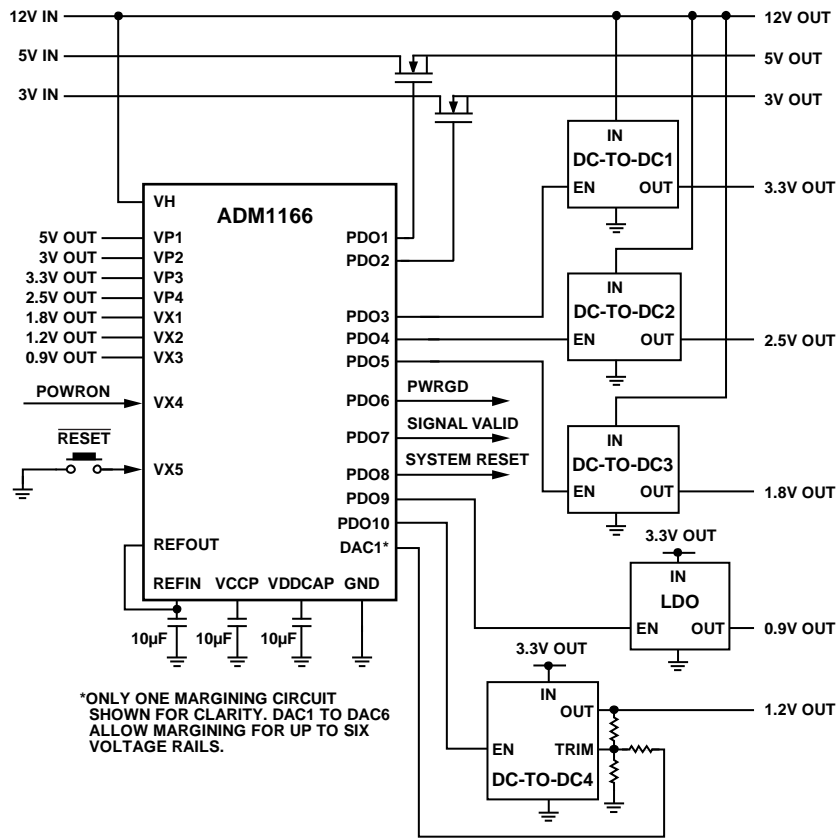 12V IN
12V OUT
5V IN
5V OUT
3V IN
3V OUT
IN
DC-TO-DC1
EN OUT
3.3V OUT
VH
ADM1166
5V OUT VP1
PDO1
3V OUT VP2
PDO2
3.3V OUT VP3
2.5V OUT VP4
1.8V OUT VX1
PDO3
1.2V OUT VX2
PDO4
0.9V OUT VX3
PDO5
IN
DC-TO-DC2
EN OUT
2.5V OUT
POWRON
VX4
PDO6
PWRGD
PDO7
SIGNAL VALID
RESET
VX5
PDO8
SYSTEM RESET
IN
DC-TO-DC3
EN OUT
1.8V OUT
PDO9
PDO10
REFOUT
DAC1*
REFIN VCCP VDDCAP GND
10µF 10µF 10µF
3.3V OUT
IN
LDO
EN OUT
0.9V OUT
3.3V OUT
IN
OUT
1.2V OUT
EN TRIM
DC-TO-DC4
*ONLY ONE MARGINING CIRCUIT
SHOWN FOR CLARITY. DAC1 TO DAC6
ALLOW MARGINING FOR UP TO SIX
VOLTAGE RAILS.